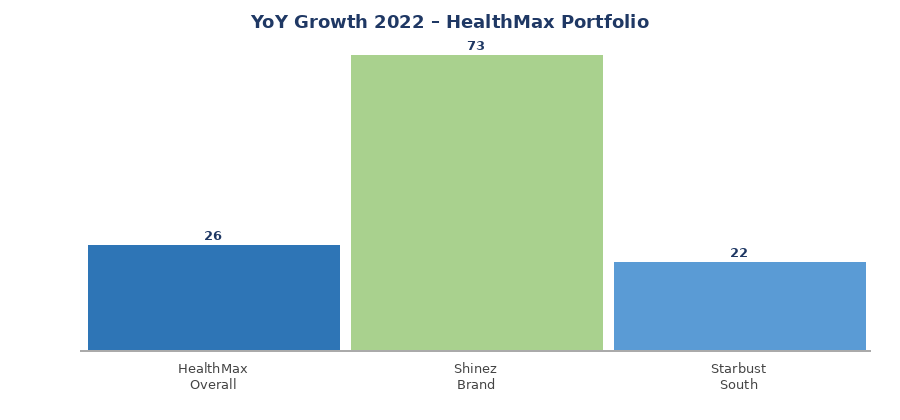 YoY Growth 2022 – HealthMax Portfolio
73
26
22
HealthMax
Overall
Shinez
Brand
Starbust
South